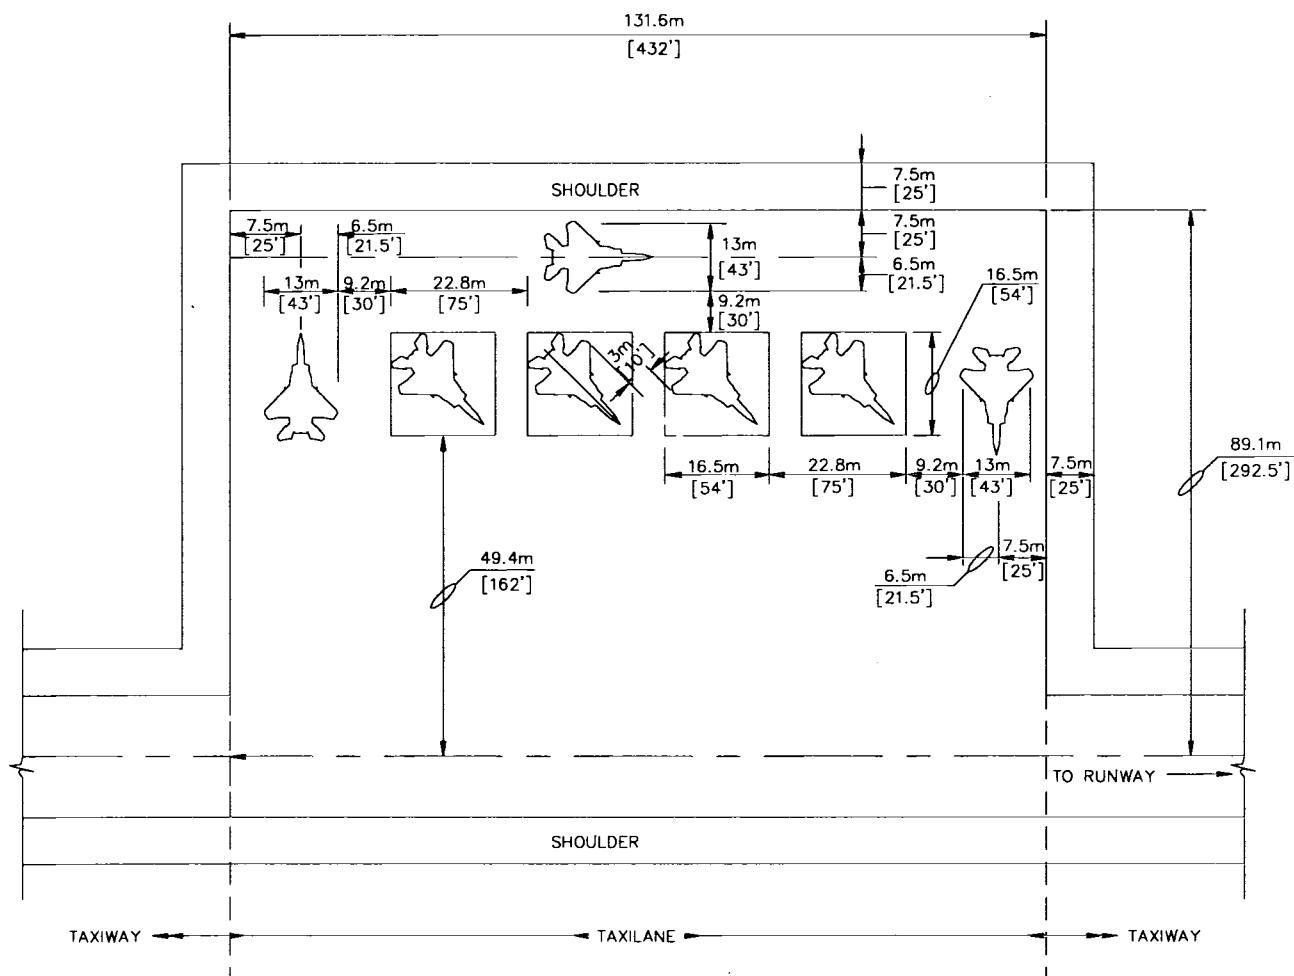 131.6m
[432']
SHOULDER
7.5m
[25']
7.5m
[25']
6.5m
[21.5']
7.5m
[25']
13m
[43']
6.5m
[21.5']
16.5m
[54']
13m
[43']
9.2m
[30']
22.8m
[75']
9.2m
[30']
3m
[10']
89.1m
[292.5']
16.5m
[54']
22.8m
[75']
9.2m
[30']
13m
[43']
7.5m
[25']
49.4m
[162']
7.5m
[25']
6.5m
[21.5']
TO RUNWAY
SHOULDER
TAXIWAY
TAXILANE
TAXIWAY